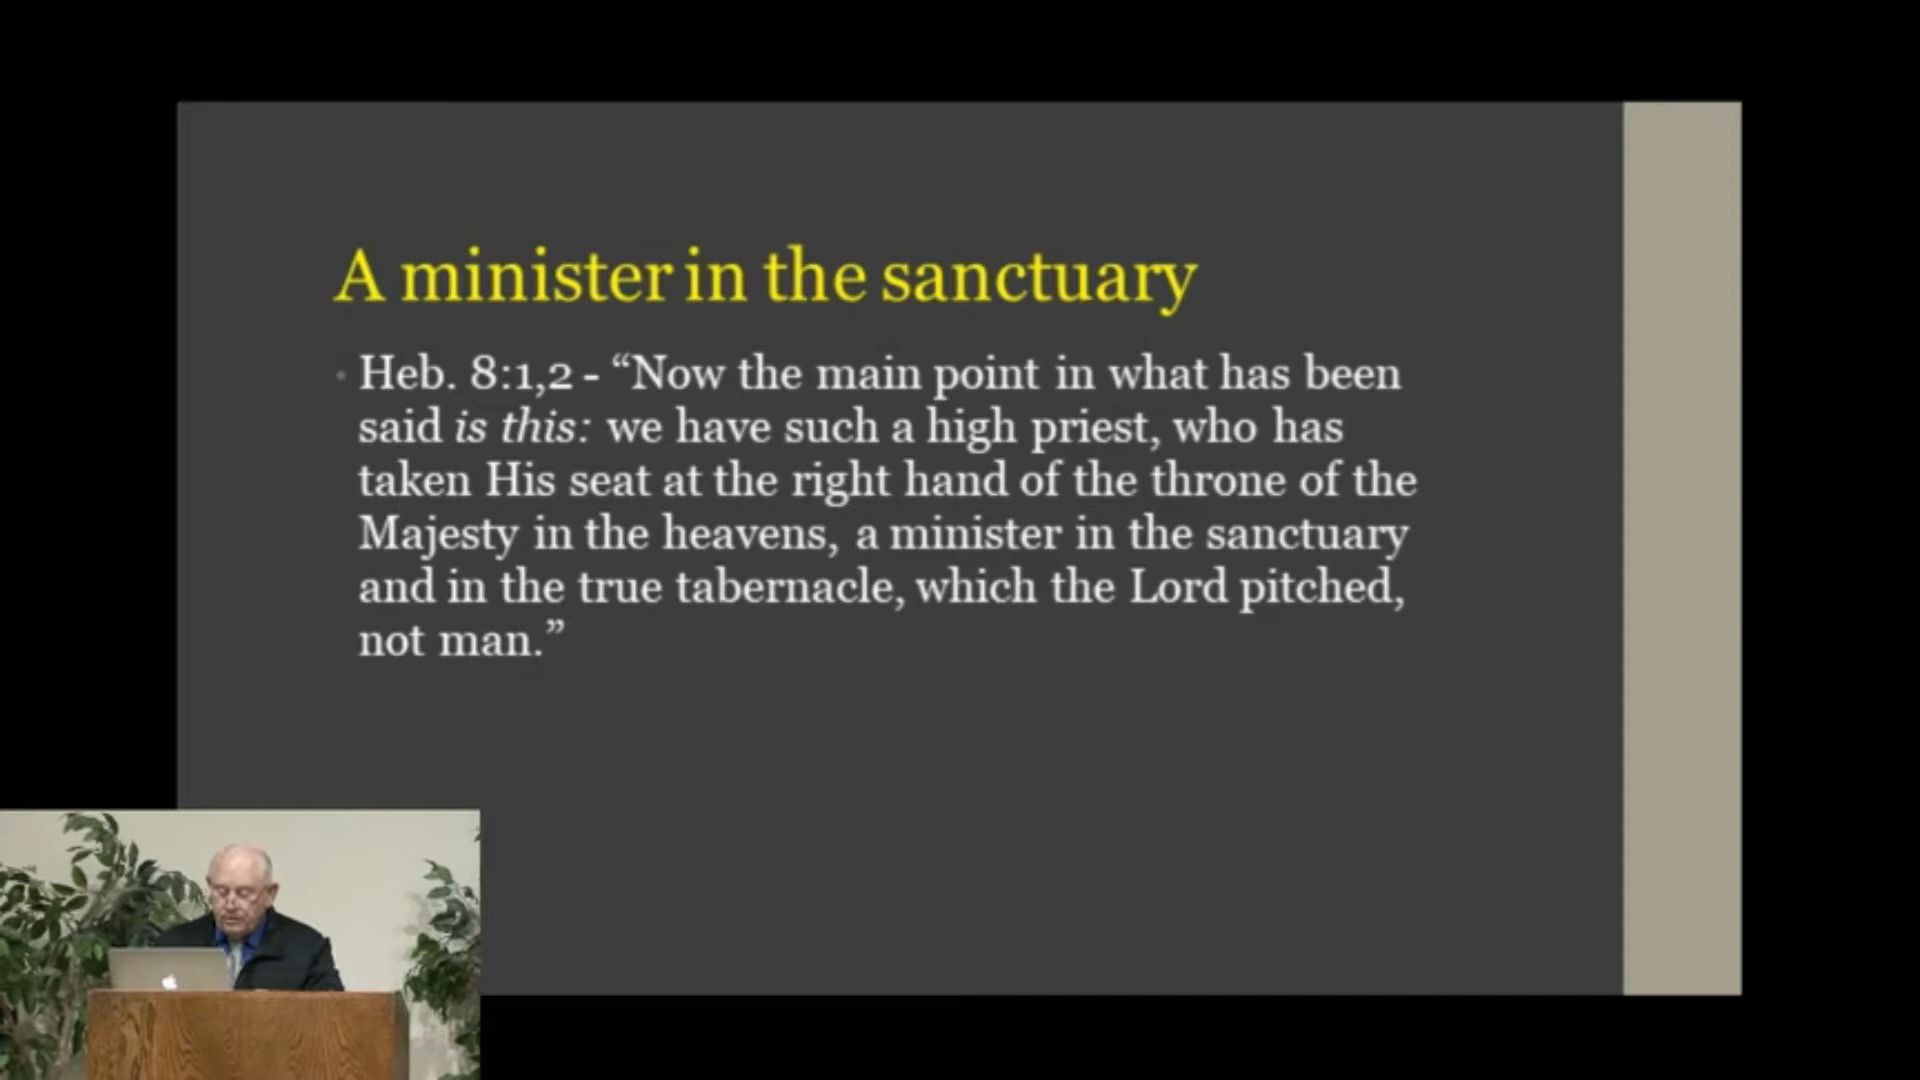 A minister in the sanctuary
• Heb. 8:1,2 - “Now the main point in what has been
said is this: we have such a high priest, who has
taken His seat at the right hand of the throne of the
Majesty in the heavens, a minister in the sanctuary
and in the true tabernacle, which the Lord pitched,
not man.”